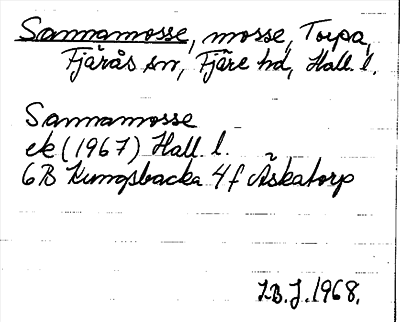 Sannamosse, mosse, Torpa,
Fjärås sn, Fjäre hd, Hall. l.
Sannamosse
ek (1967) Hall. l.
6B Kungsbacka 4f Åskatorp
I.B.J. 1968.